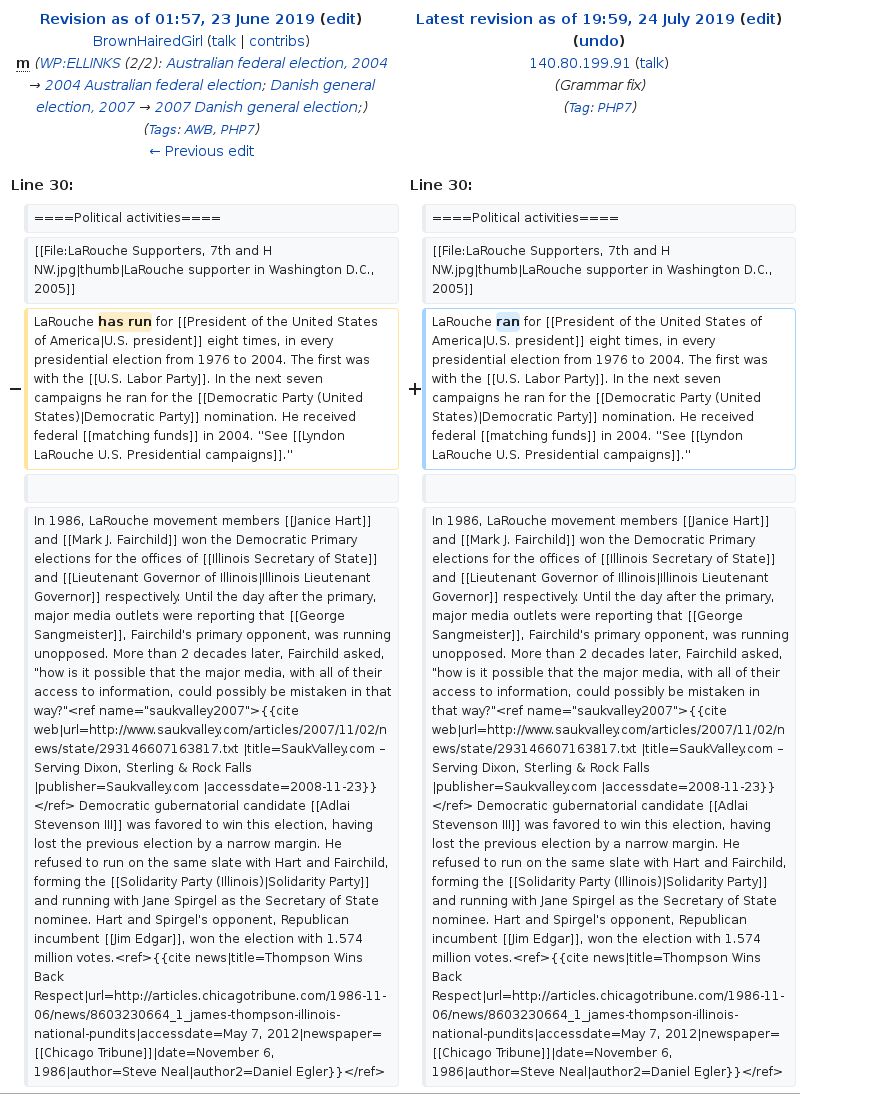 Revision as of 01:57, 23 June 2019 (edit)
BrownHairedGirl (talk | contribs)
m (WP:ELLINKS (2/2): Australian federal election, 2004
→ 2004 Australian federal election; Danish general
election, 2007 → 2007 Danish general election;)
(Tags: AWB, PHP7)
← Previous edit
Latest revision as of 19:59, 24 July 2019 (edit)
(undo)
140.80.199.91 (talk)
(Grammar fix)
(Tag: PHP7)
Line 30:
====Political activities====
[[File:LaRouche Supporters, 7th and H
NW.jpg|thumb|LaRouche supporter in Washington D.C.,
2005]]
−
LaRouche has run for [[President of the United States
of America|U.S. president]] eight times, in every
presidential election from 1976 to 2004. The first was
with the [[U.S. Labor Party]]. In the next seven
campaigns he ran for the [[Democratic Party (United
States)|Democratic Party]] nomination. He received
federal [[matching funds]] in 2004. ''See [[Lyndon
LaRouche U.S. Presidential campaigns]].''
In 1986, LaRouche movement members [[Janice Hart]]
and [[Mark J. Fairchild]] won the Democratic Primary
elections for the offices of [[Illinois Secretary of State]]
and [[Lieutenant Governor of Illinois|Illinois Lieutenant
Governor]] respectively. Until the day after the primary,
major media outlets were reporting that [[George
Sangmeister]], Fairchild's primary opponent, was running
unopposed. More than 2 decades later, Fairchild asked,
"how is it possible that the major media, with all of their
access to information, could possibly be mistaken in that
way?"<ref name="saukvalley2007">{{cite
web|url=http://www.saukvalley.com/articles/2007/11/02/n
ews/state/293146607163817.txt |title=SaukValley.com –
Serving Dixon, Sterling & Rock Falls
|publisher=Saukvalley.com |accessdate=2008-11-23}}
</ref> Democratic gubernatorial candidate [[Adlai
Stevenson III]] was favored to win this election, having
lost the previous election by a narrow margin. He
refused to run on the same slate with Hart and Fairchild,
forming the [[Solidarity Party (Illinois)|Solidarity Party]]
and running with Jane Spirgel as the Secretary of State
nominee. Hart and Spirgel's opponent, Republican
incumbent [[Jim Edgar]], won the election with 1.574
million votes.<ref>{{cite news|title=Thompson Wins
Back
Respect|url=http://articles.chicagotribune.com/1986-11-
06/news/8603230664_1_james-thompson-illinois-
national-pundits|accessdate=May 7, 2012|newspaper=
[[Chicago Tribune]]|date=November 6,
1986|author=Steve Neal|author2=Daniel Egler}}</ref>
Line 30:
====Political activities====
[[File:LaRouche Supporters, 7th and H
NW.jpg|thumb|LaRouche supporter in Washington D.C.,
2005]]
+
LaRouche ran for [[President of the United States of
America|U.S. president]] eight times, in every
presidential election from 1976 to 2004. The first was
with the [[U.S. Labor Party]]. In the next seven
campaigns he ran for the [[Democratic Party (United
States)|Democratic Party]] nomination. He received
federal [[matching funds]] in 2004. ''See [[Lyndon
LaRouche U.S. Presidential campaigns]].''
In 1986, LaRouche movement members [[Janice Hart]]
and [[Mark J. Fairchild]] won the Democratic Primary
elections for the offices of [[Illinois Secretary of State]]
and [[Lieutenant Governor of Illinois|Illinois Lieutenant
Governor]] respectively. Until the day after the primary,
major media outlets were reporting that [[George
Sangmeister]], Fairchild's primary opponent, was running
unopposed. More than 2 decades later, Fairchild asked,
"how is it possible that the major media, with all of their
access to information, could possibly be mistaken in
that way?"<ref name="saukvalley2007">{{cite
web|url=http://www.saukvalley.com/articles/2007/11/02/n
ews/state/293146607163817.txt |title=SaukValley.com –
Serving Dixon, Sterling & Rock Falls
|publisher=Saukvalley.com |accessdate=2008-11-23}}
</ref> Democratic gubernatorial candidate [[Adlai
Stevenson III]] was favored to win this election, having
lost the previous election by a narrow margin. He
refused to run on the same slate with Hart and Fairchild,
forming the [[Solidarity Party (Illinois)|Solidarity Party]]
and running with Jane Spirgel as the Secretary of State
nominee. Hart and Spirgel's opponent, Republican
incumbent [[Jim Edgar]], won the election with 1.574
million votes.<ref>{{cite news|title=Thompson Wins
Back
Respect|url=http://articles.chicagotribune.com/1986-11-
06/news/8603230664_1_james-thompson-illinois-
national-pundits|accessdate=May 7, 2012|newspaper=
[[Chicago Tribune]]|date=November 6,
1986|author=Steve Neal|author2=Daniel Egler}}</ref>